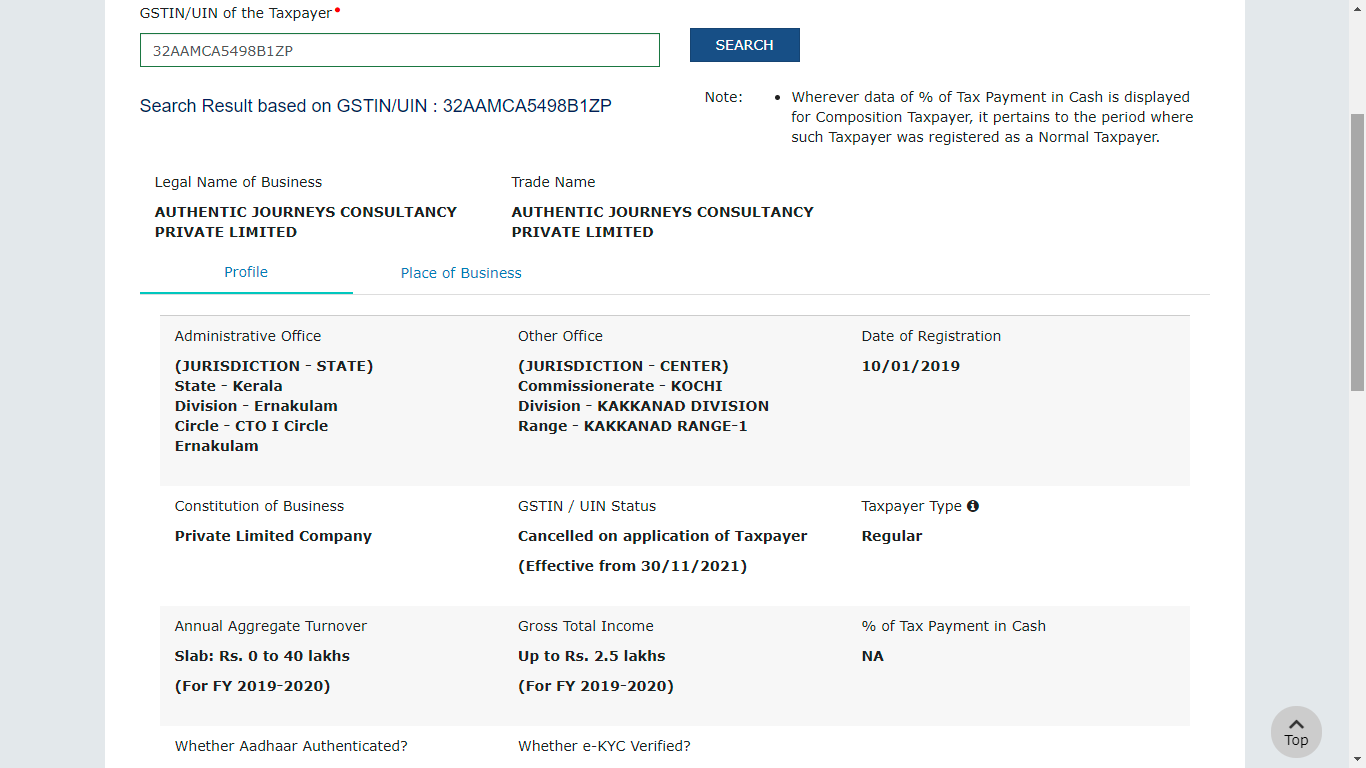 GSTIN/UIN of the Taxpayer•
32AAMCA5498B1ZP
SEARCH
Search Result based on GSTIN/UIN : 32AAMCA5498B1ZP
Note:
• Wherever data of % of Tax Payment in Cash is displayed
for Composition Taxpayer, it pertains to the period where
such Taxpayer was registered as a Normal Taxpayer.
Legal Name of Business
AUTHENTIC JOURNEYS CONSULTANCY
PRIVATE LIMITED
Trade Name
AUTHENTIC JOURNEYS CONSULTANCY
PRIVATE LIMITED
Profile
Place of Business
Administrative Office
(JURISDICTION - STATE)
State - Kerala
Division - Ernakulam
Circle - CTO I Circle
Ernakulam
Other Office
(JURISDICTION - CENTER)
Commissionerate - KOCHI
Division - KAKKANAD DIVISION
Range - KAKKANAD RANGE-1
Date of Registration
10/01/2019
Constitution of Business
Private Limited Company
GSTIN / UIN Status
Cancelled on application of Taxpayer
(Effective from 30/11/2021)
Taxpayer Type
Regular
Annual Aggregate Turnover
Slab: Rs. 0 to 40 lakhs
(For FY 2019-2020)
Gross Total Income
Up to Rs. 2.5 lakhs
(For FY 2019-2020)
% of Tax Payment in Cash
NA
Whether Aadhaar Authenticated?
Whether e-KYC Verified?
Top